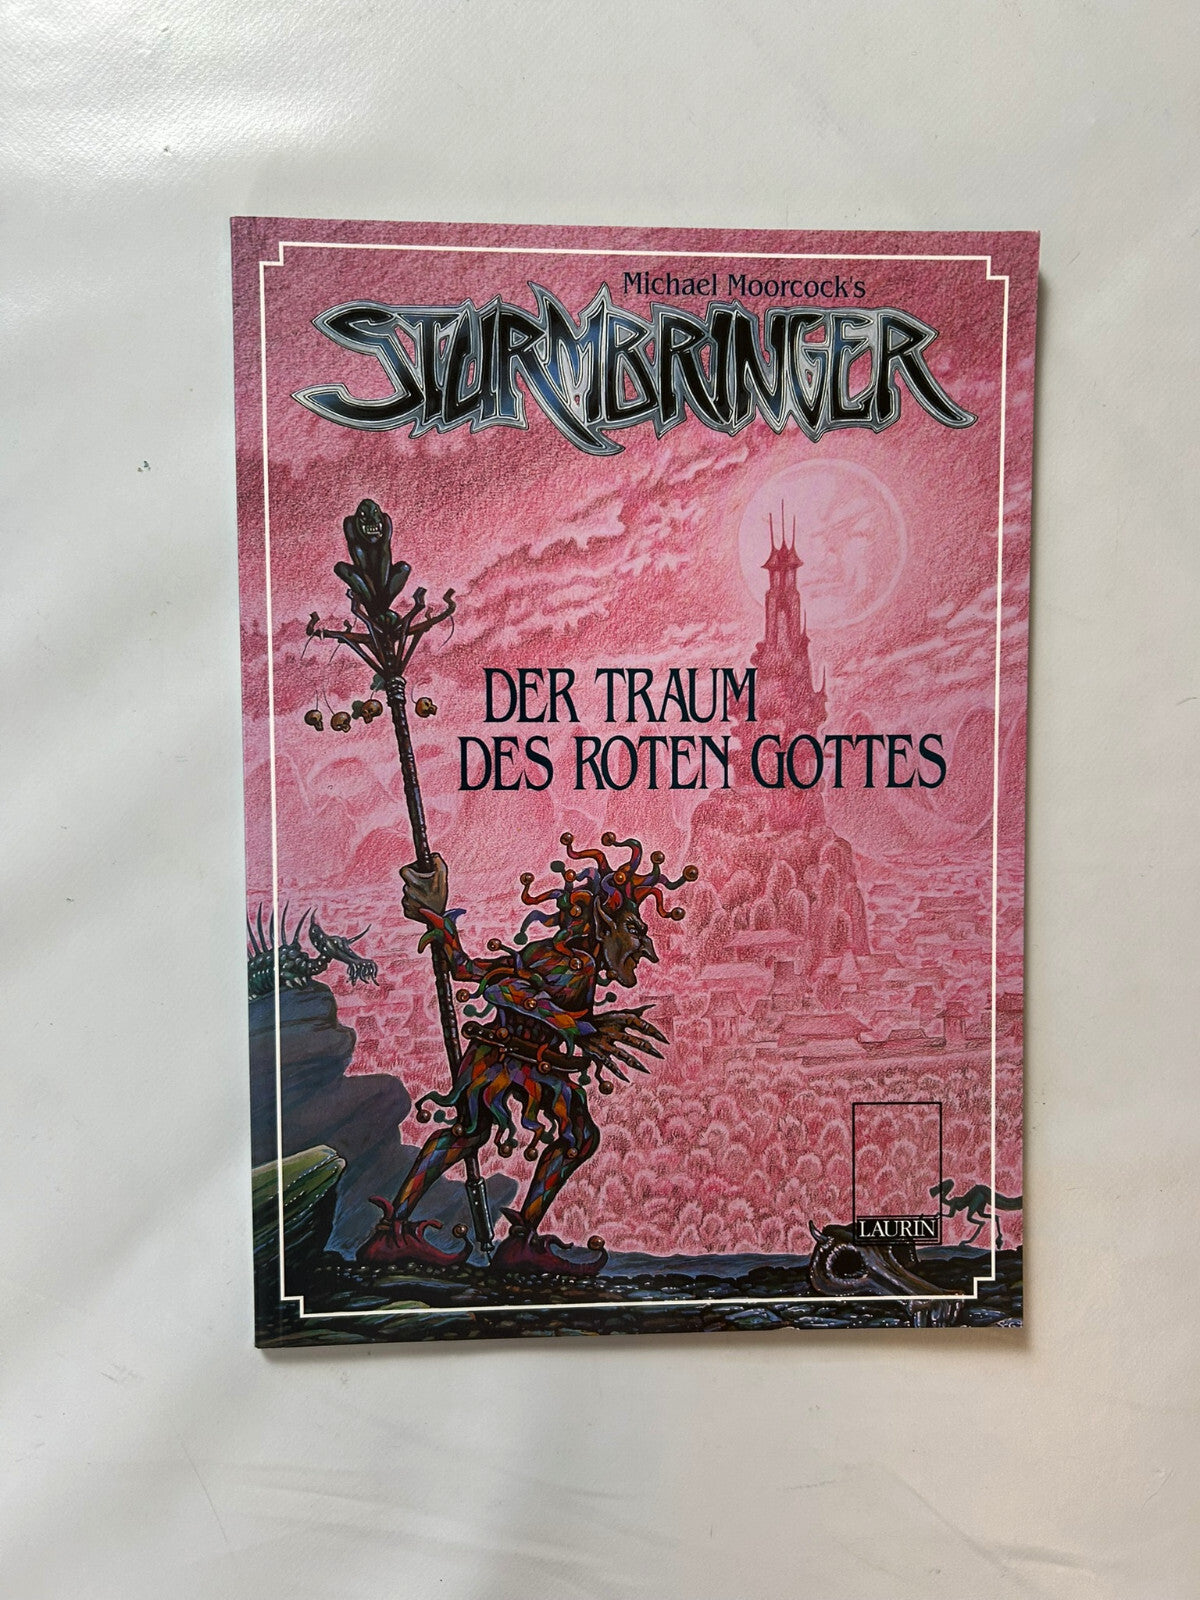 Michael Moorcock's
STURMBRINGER
DER TRAUM
DES ROTEN GOTTES
LAURIN